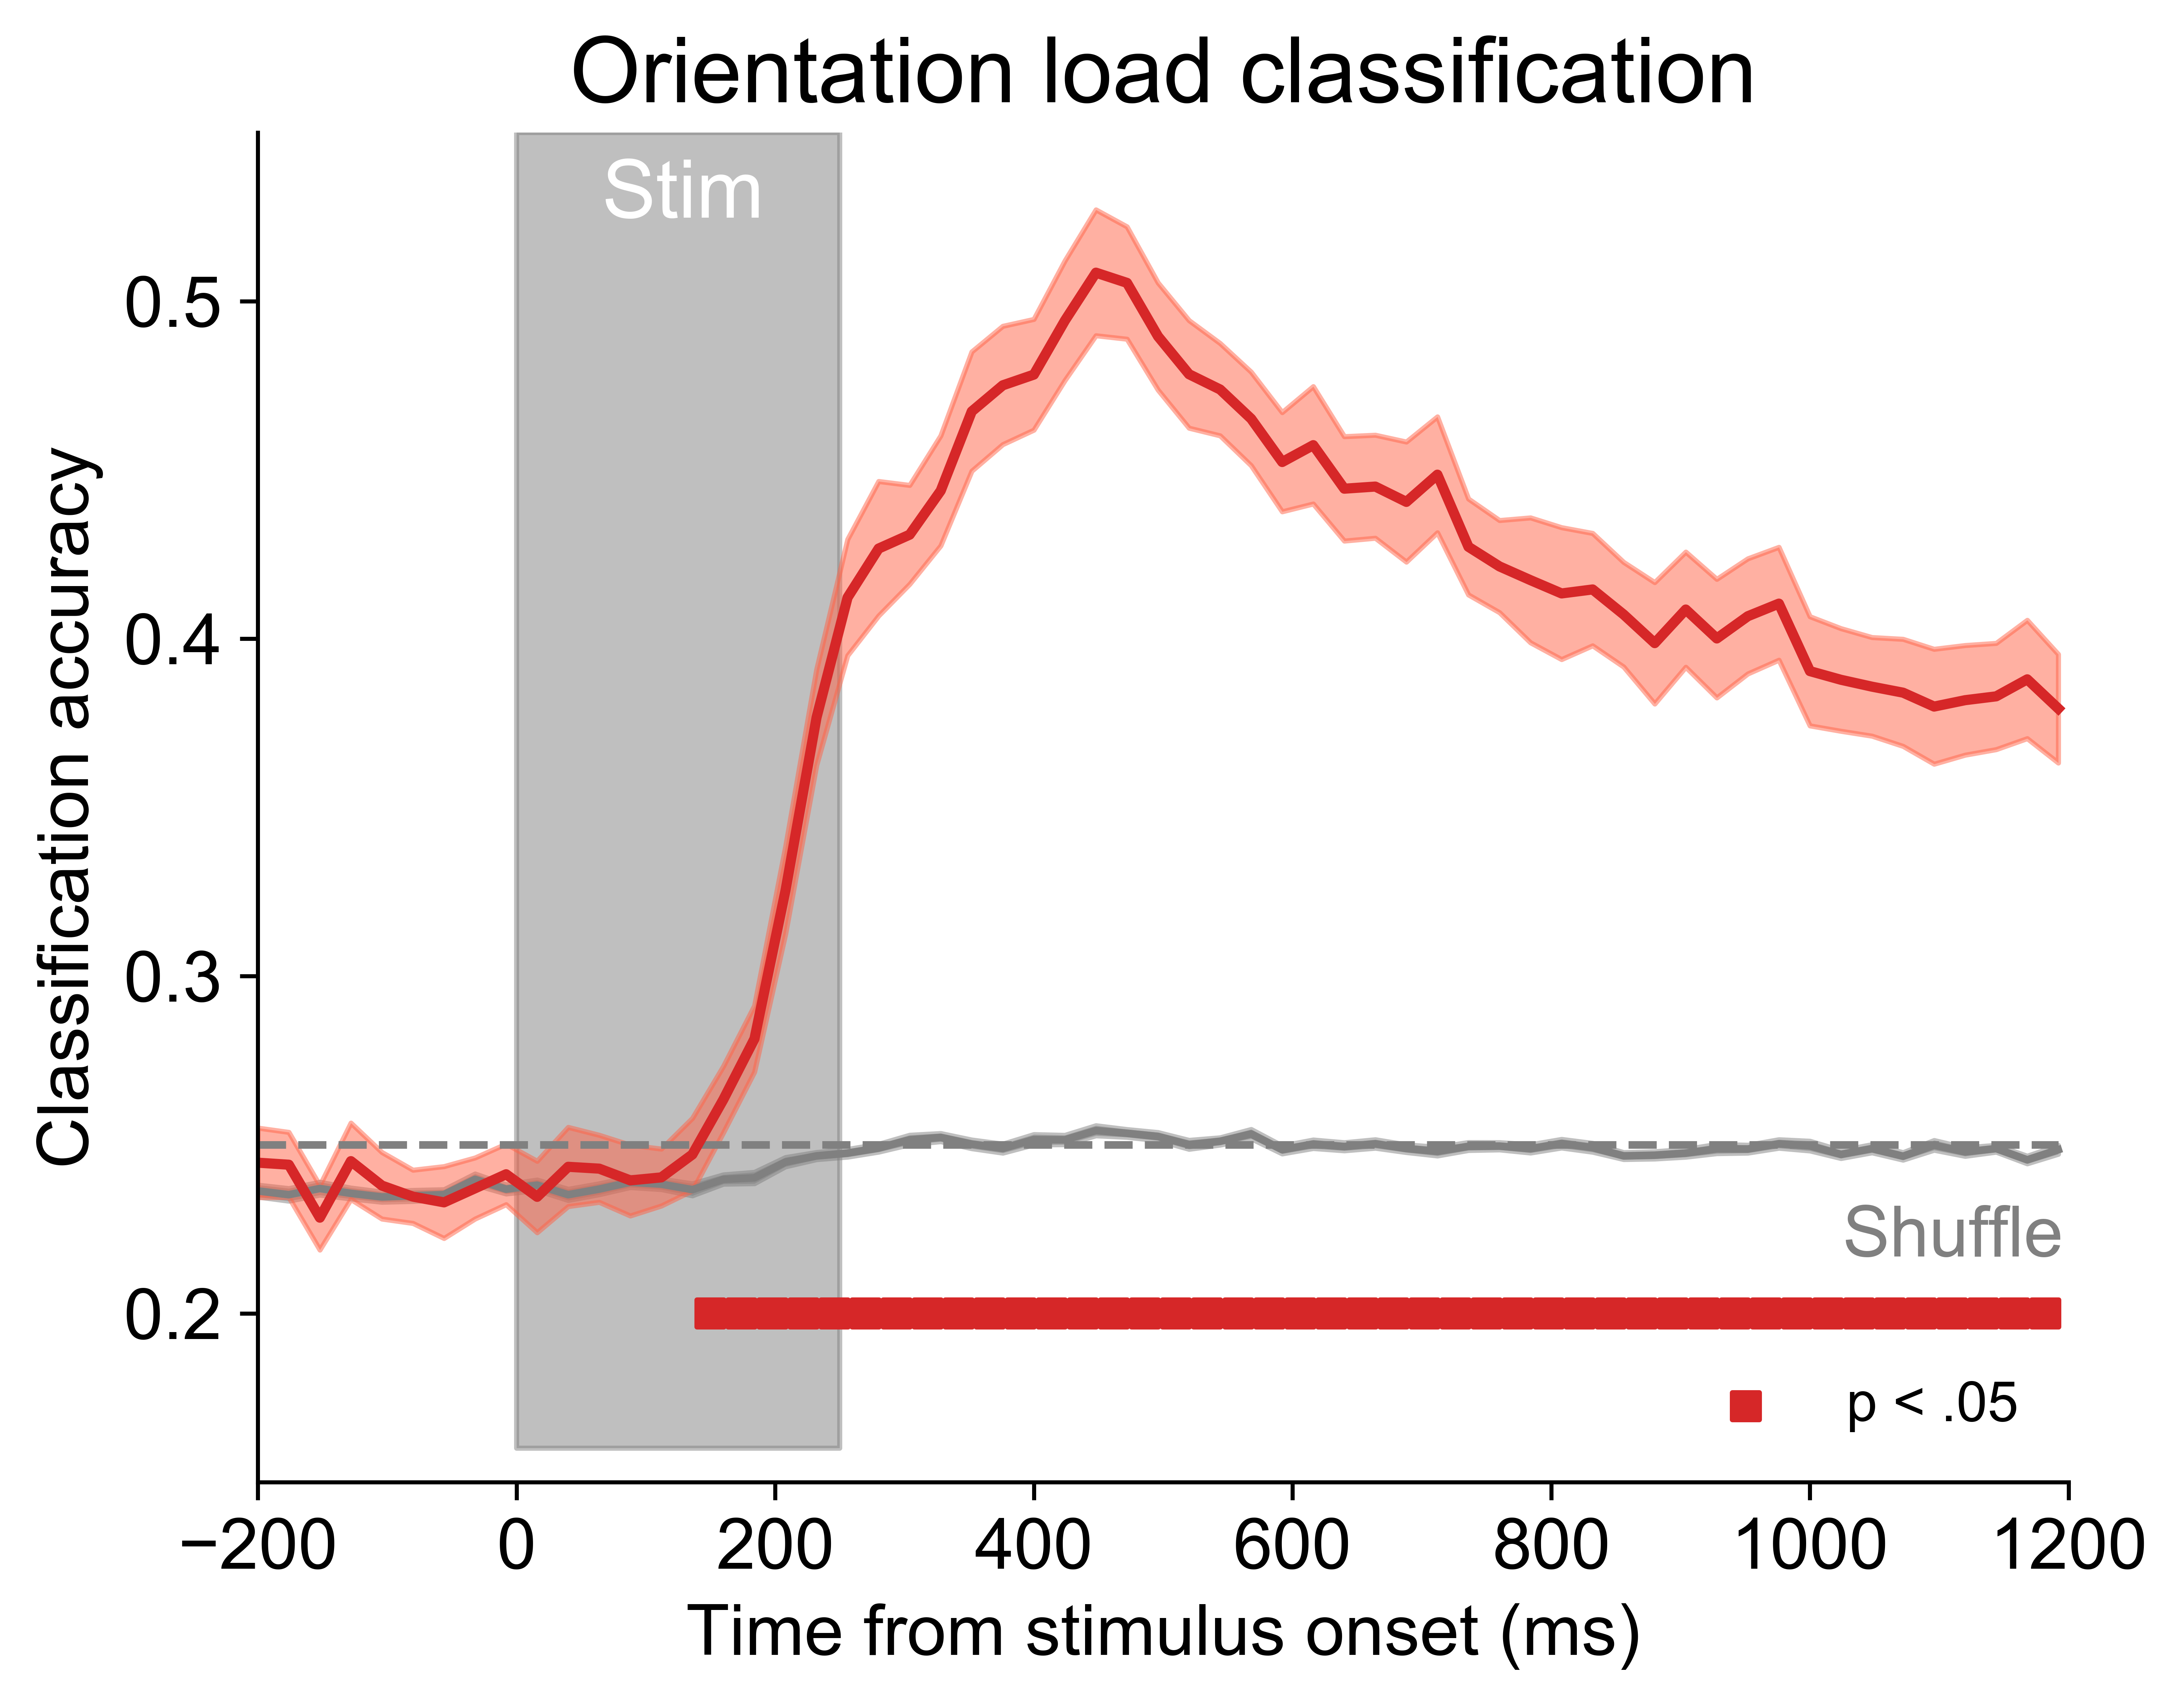 Orientation load classification
Stim
Classification accuracy
0.5
0.4
0.3
0.2
Shuffle
p < .05
−200 0 200 400 600 800 1000 1200
Time from stimulus onset (ms)